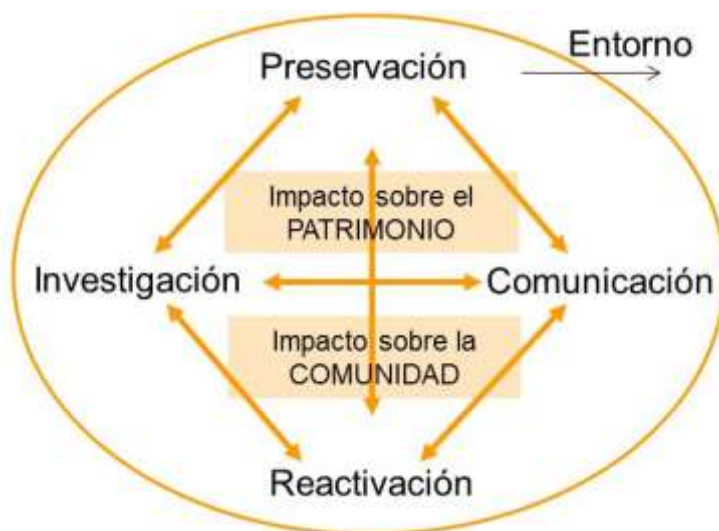 Entorno
Preservación
Impacto sobre el
PATRIMONIO
Investigación
Comunicación
Impacto sobre la
COMUNIDAD
Reactivación